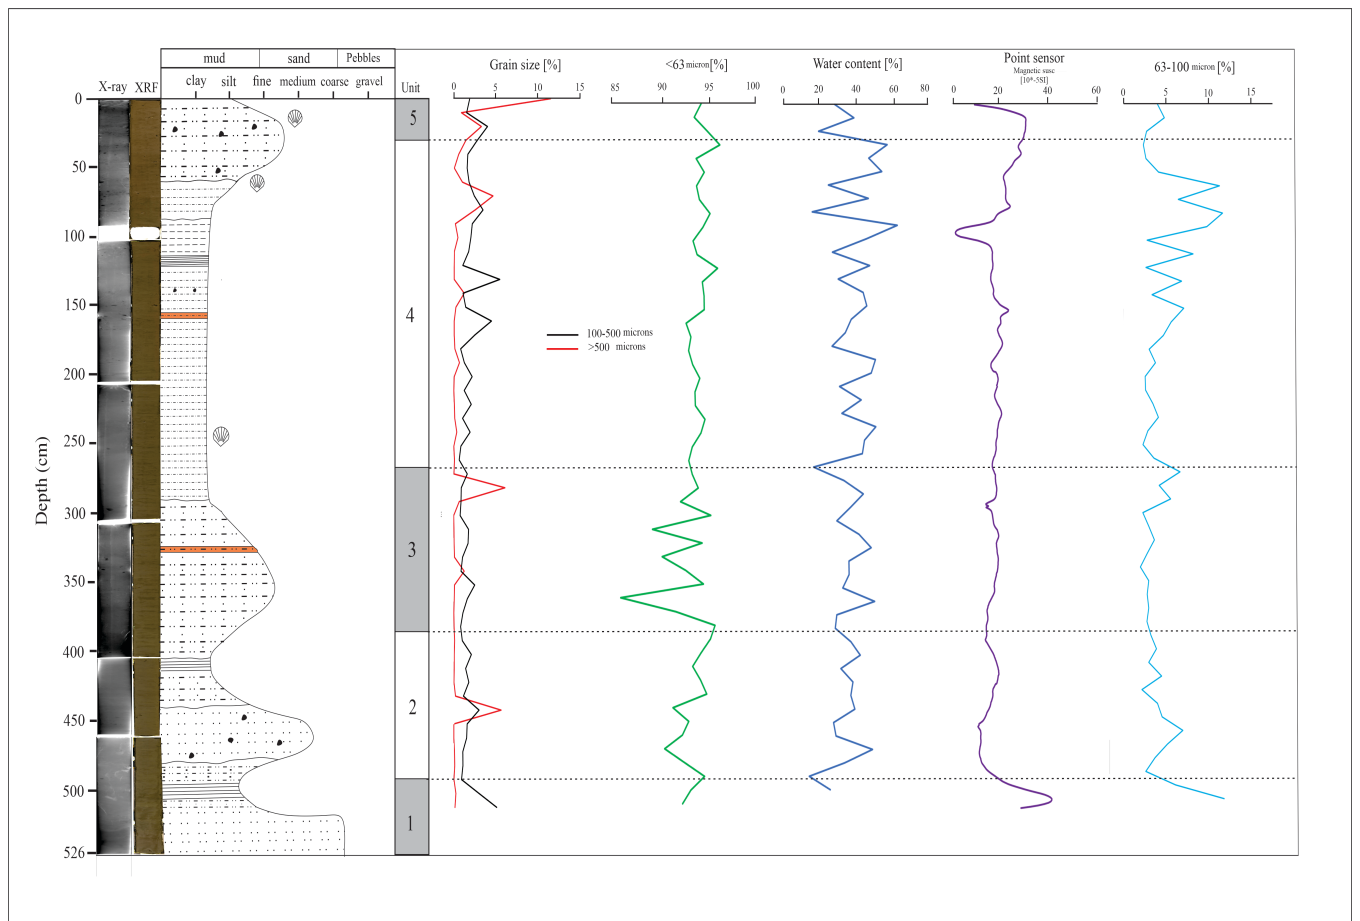 mud sand Pebbles
X-ray XRF clay silt fine medium coarse gravel Unit
Grain size [%]
0 5 10 15
<63 micron [%]
85 90 95 100
Water content [%]
0 20 40 60 80
Point sensor
Magnetic susc
[10*-5SI]
0 20 40 60
63-100 micron [%]
0 5 10 15
Depth (cm)
0
50
100
150
200
250
300
350
400
450
500
526
5
4
3
2
1
100-500 microns
>500 microns